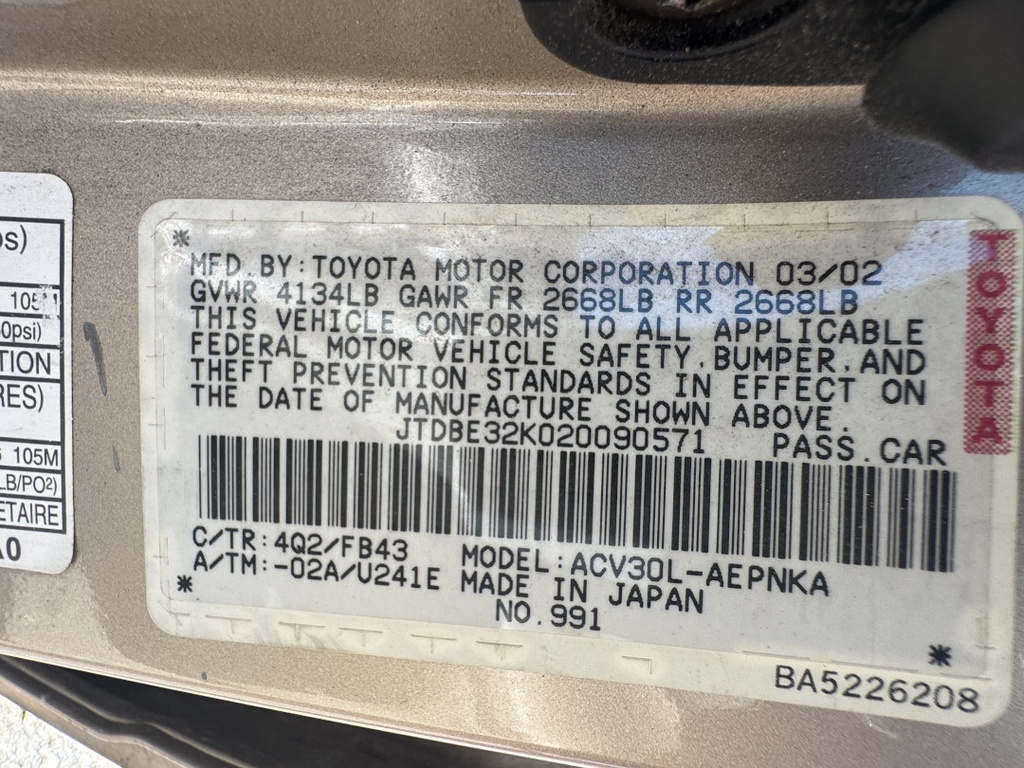 MFD.BY:TOYOTA MOTOR CORPORATION 03/02
GVWR 4134LB GAWR FR 2668LB RR 2668LB
THIS VEHICLE CONFORMS TO ALL APPLICABLE
FEDERAL MOTOR VEHICLE SAFETY,BUMPER,AND
THEFT PREVENTION STANDARDS IN EFFECT ON
THE DATE OF MANUFACTURE SHOWN ABOVE.
JTDBE32K020090571 PASS.CAR
C/TR:4Q2/FB43 MODEL:ACV30L-AEPNKA
A/TM:-02A/U241E MADE IN JAPAN
NO.991
BA5226208
TOYOTA
105M
LB/PO²)